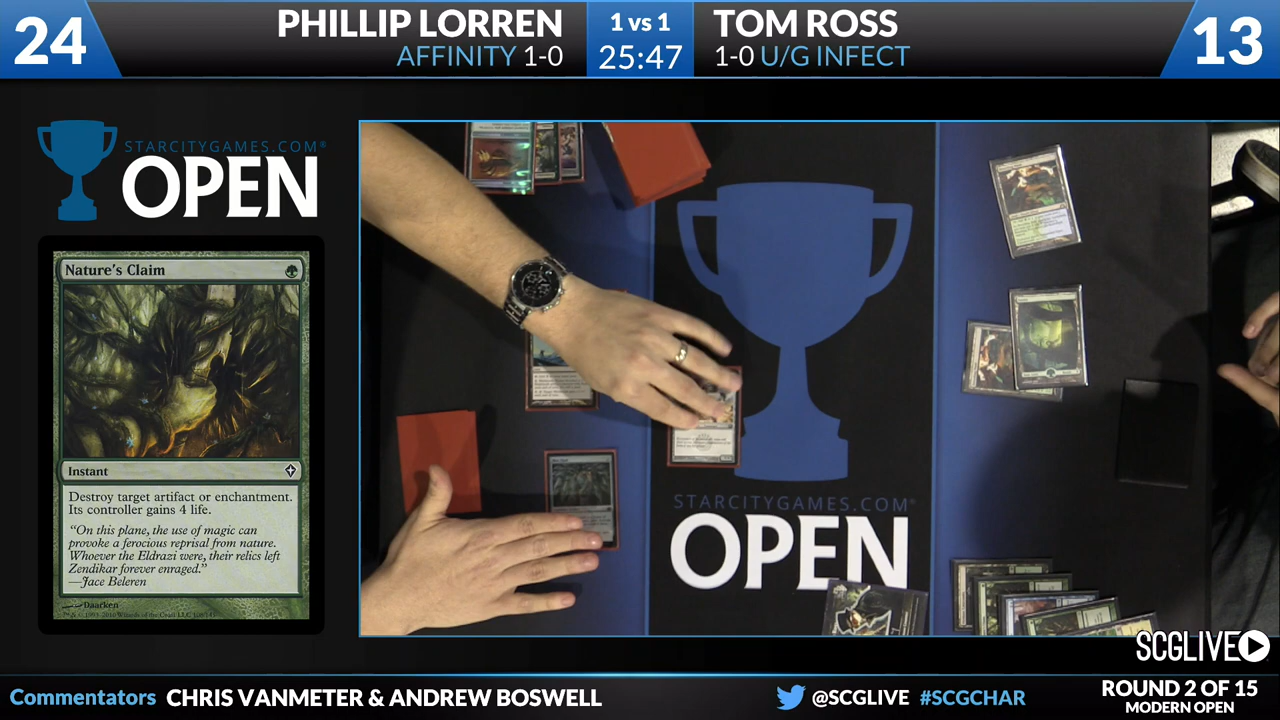 24
PHILLIP LORREN
AFFINITY 1-0
1 vs 1
25:47
TOM ROSS
1-0 U/G INFECT
13
STARCITYGAMES.COM®
OPEN
Nature's Claim
Instant
Destroy target artifact or enchantment.
Its controller gains 4 life.
"On this plane, the use of magic can
provoke a ferocious reprisal from nature.
Whoever the Eldrazi were, their relics left
Zendikar forever enraged."
—Jace Beleren
Daarken
STARCITYGAMES.COM®
OPEN
SCGLIVE
Commentators CHRIS VANMETER & ANDREW BOSWELL
@SCGLIVE #SCGCHAR
ROUND 2 OF 15
MODERN OPEN